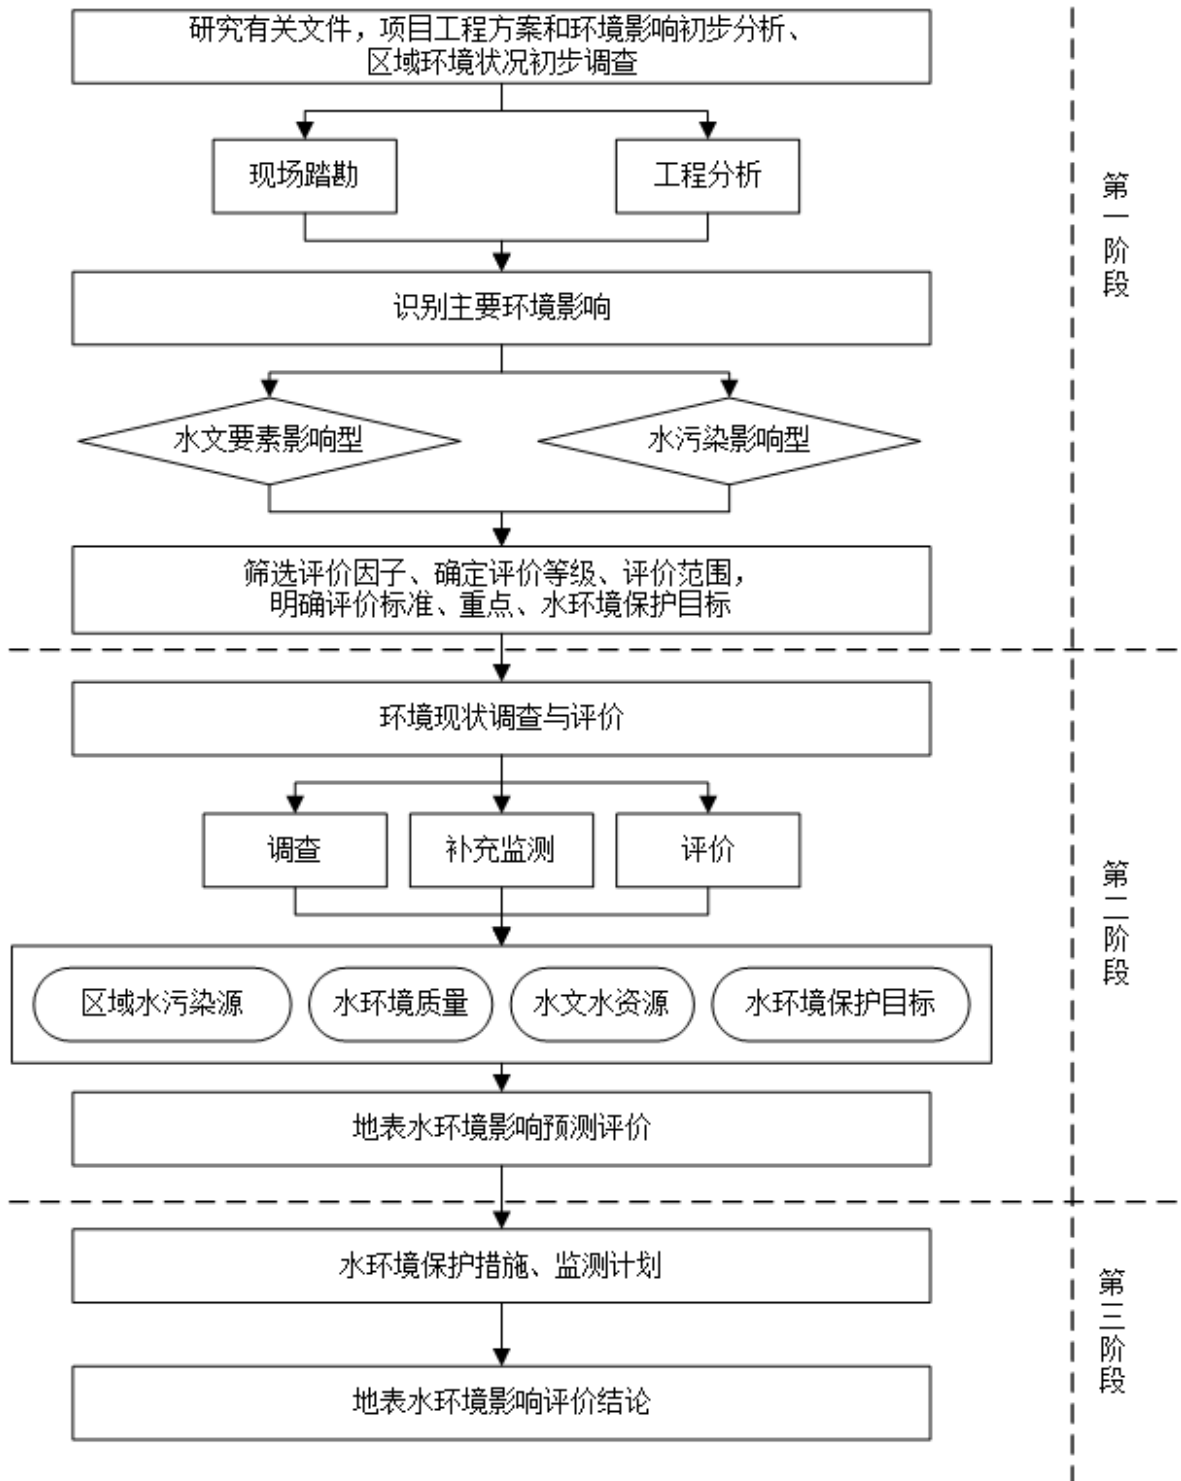 研究有关文件，项目工程方案和环境影响初步分析、
区域环境状况初步调查
现场踏勘
工程分析
第一阶段
识别主要环境影响
水文要素影响型
水污染影响型
筛选评价因子、确定评价等级、评价范围，
明确评价标准、重点、水环境保护目标
环境现状调查与评价
调查
补充监测
评价
第二阶段
区域水污染源
水环境质量
水文水资源
水环境保护目标
地表水环境影响预测评价
水环境保护措施、监测计划
第三阶段
地表水环境影响评价结论